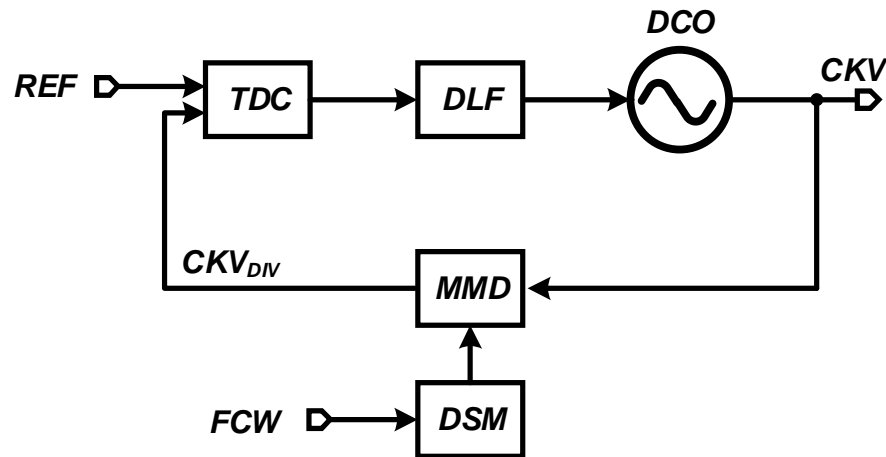 DCO
REF
TDC
DLF
CKV
CKVDIV
MMD
FCW
DSM